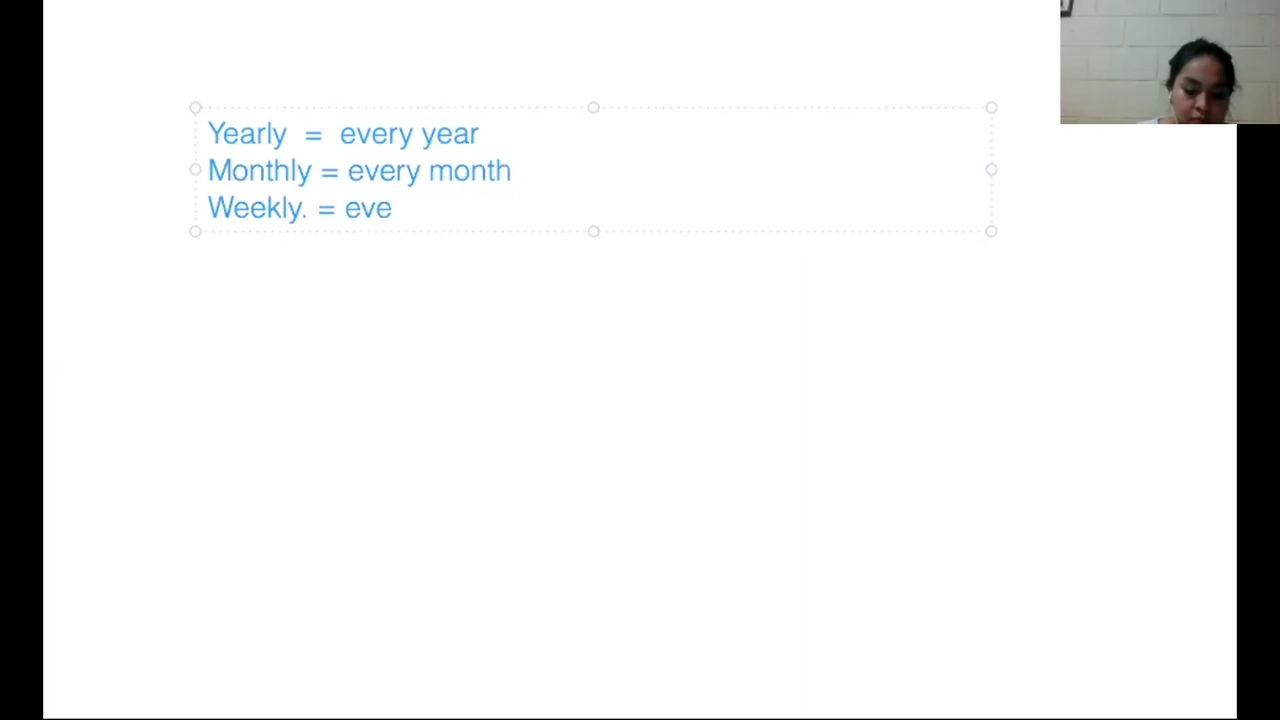 Yearly = every year
Monthly = every month
Weekly. = eve